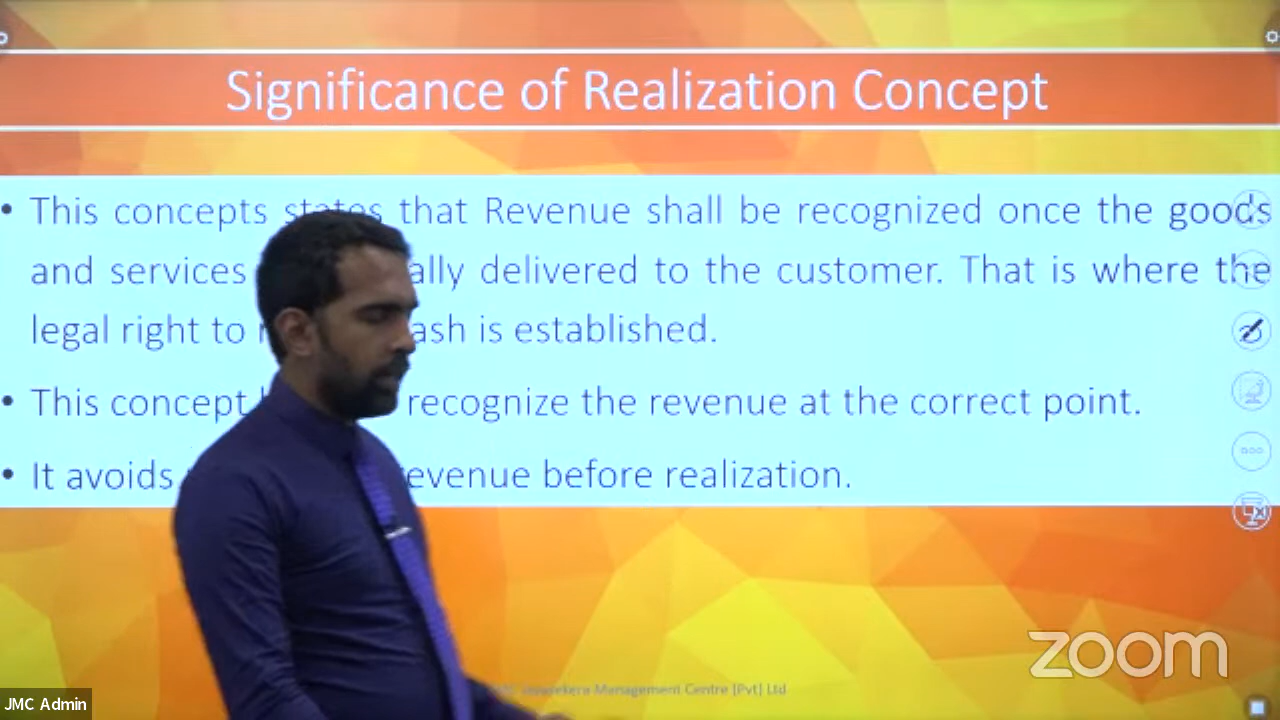 Significance of Realization Concept
• This concepts states that Revenue shall be recognized once the goods
and services ally delivered to the customer. That is where the
legal right to ash is established.
• This concept recognize the revenue at the correct point.
• It avoids revenue before realization.
zoom
Management Centre [Pvt] Ltd
JMC Admin